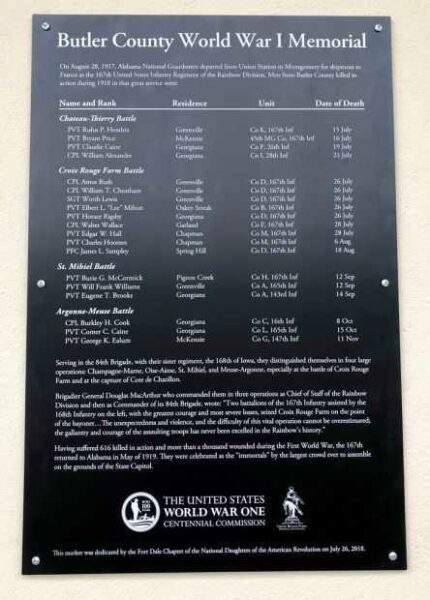 Butler County World War I Memorial
On August 28, 1917, Alabama National Guardsmen departed from Union Station in Montgomery for shipment to
France as the 167th United States Infantry Regiment of the Rainbow Division. Men from Butler County killed in
action during 1918 in that great service were:
Name and Rank Residence Unit Date of Death
Chateau-Thierry Battle
PVT Rufus P. Hendrix Greenville Co K, 167th Inf 15 July
PVT Bryant Price McKenzie 45th MG Co, 167th Inf 16 July
PVT Claudie Caine Georgiana Co F, 26th Inf 19 July
CPL William Alexander Georgiana Co I, 28th Inf 23 July
Croix Rouge Farm Battle
CPL Amos Rush Greenville Co D, 167th Inf 26 July
CPL William T. Cheatham Greenville Co D, 167th Inf 26 July
SGT Worth Lewis Greenville Co D, 167th Inf 26 July
PVT Elbert L. "Lee" Milton Oakey Streak Co B, 167th Inf 26 July
PVT Horace Rigsby Georgiana Co D, 167th Inf 26 July
CPL Walter Wallace Garland Co F, 167th Inf 28 July
PVT Edgar W. Hall Chapman Co M, 167th Inf 28 July
PVT Charles Hooten Chapman Co M, 167th Inf 6 Aug
PFC James L. Sampley Spring Hill Co D, 167th Inf 18 Aug
St. Mihiel Battle
PVT Buzie G. McCormick Pigeon Creek Co H, 167th Inf 12 Sep
PVT Will Frank Williams Greenville Co A, 165th Inf 12 Sep
PVT Eugene T. Brooks Georgiana Co A, 143rd Inf 14 Sep
Argonne-Meuse Battle
CPL Burkley H. Cook Georgiana Co C, 16th Inf 8 Oct
PVT Comer C. Caine Georgiana Co L, 165th Inf 15 Oct
PVT George K. Ealum McKenzie Co G, 147th Inf 11 Nov
Serving in the 84th Brigade, with their sister regiment, the 168th of Iowa, they distinguished themselves in four large
operations: Champagne-Marne, Oise-Aisne, St. Mihiel, and Meuse-Argonne, especially at the battle of Croix Rouge
Farm and at the capture of Cote de Chatillon.
Brigadier General Douglas MacArthur who commanded them in three operations as Chief of Staff of the Rainbow
Division and then as Commander of its 84th Brigade, wrote: "Two battalions of the 167th Infantry assisted by the
168th Infantry on the left, with the greatest courage and most severe losses, seized Croix Rouge Farm on the point
of the bayonet....The unexpectedness and violence, and the difficulty of this vital operation cannot be overestimated;
the gallantry and courage of the assaulting troops has never been excelled in the Rainbow's history."
Having suffered 616 killed in action and more than a thousand wounded during the First World War, the 167th
returned to Alabama in May of 1919. They were celebrated as the "immortals" by the largest crowd ever to assemble
on the grounds of the State Capitol.
THE UNITED STATES
WORLD WAR ONE
CENTENNIAL COMMISSION
This marker was dedicated by the Fort Dale Chapter of the National Daughters of the American Revolution on July 26, 2018.